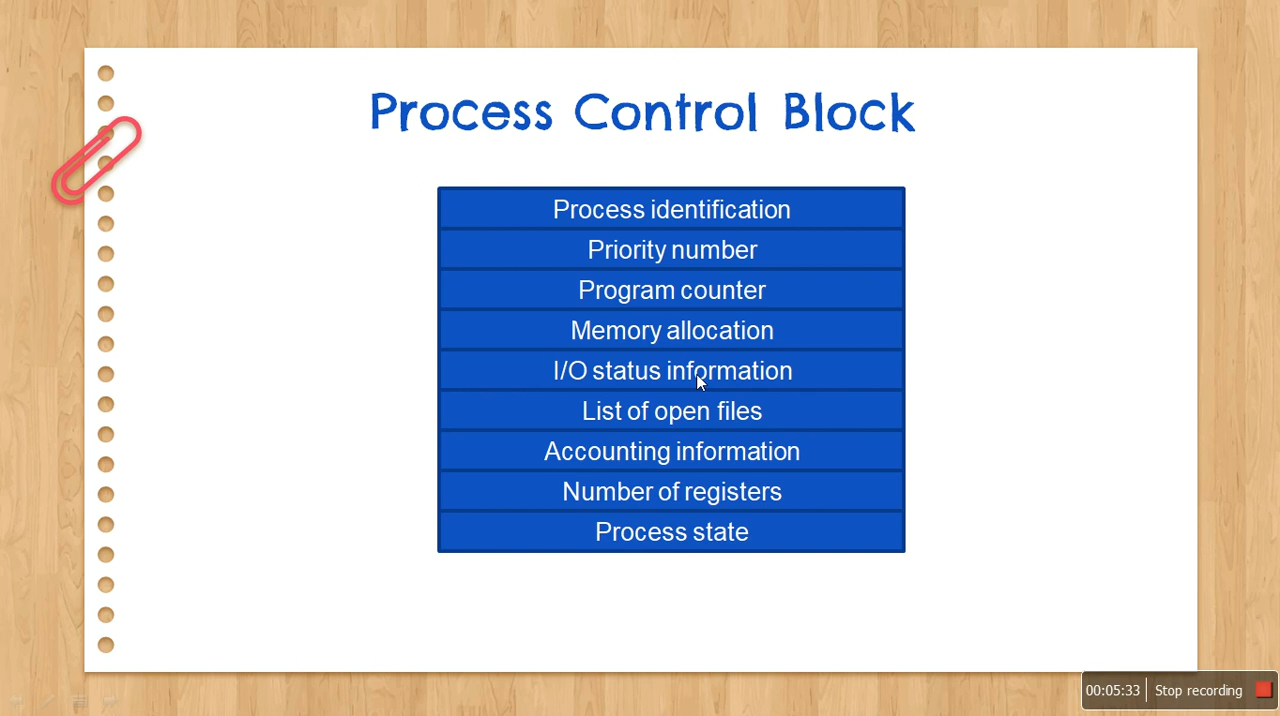 Process Control Block
Process identification
Priority number
Program counter
Memory allocation
I/O status information
List of open files
Accounting information
Number of registers
Process state
00:05:33 Stop recording